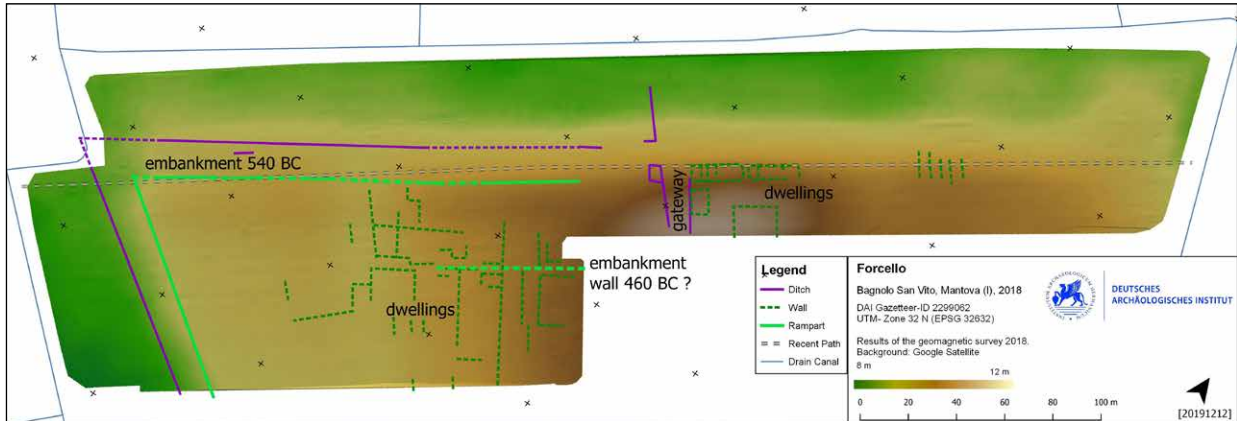 embankment 540 BC
gateway
dwellings
embankment
wall 460 BC ?
dwellings
Legend
Ditch
Wall
Rampart
Recent Path
Drain Canal
Forcello
Bagnolo San Vito, Mantova (I), 2018
DAI Gazetteer-ID 2299062
UTM- Zone 32 N (EPSG 32632)
Results of the geomagnetic survey 2018.
Background: Google Satellite
8 m 12 m
0 20 40 60 80 100 m
DEUTSCHES
ARCHÄOLOGISCHES INSTITUT
[20191212]